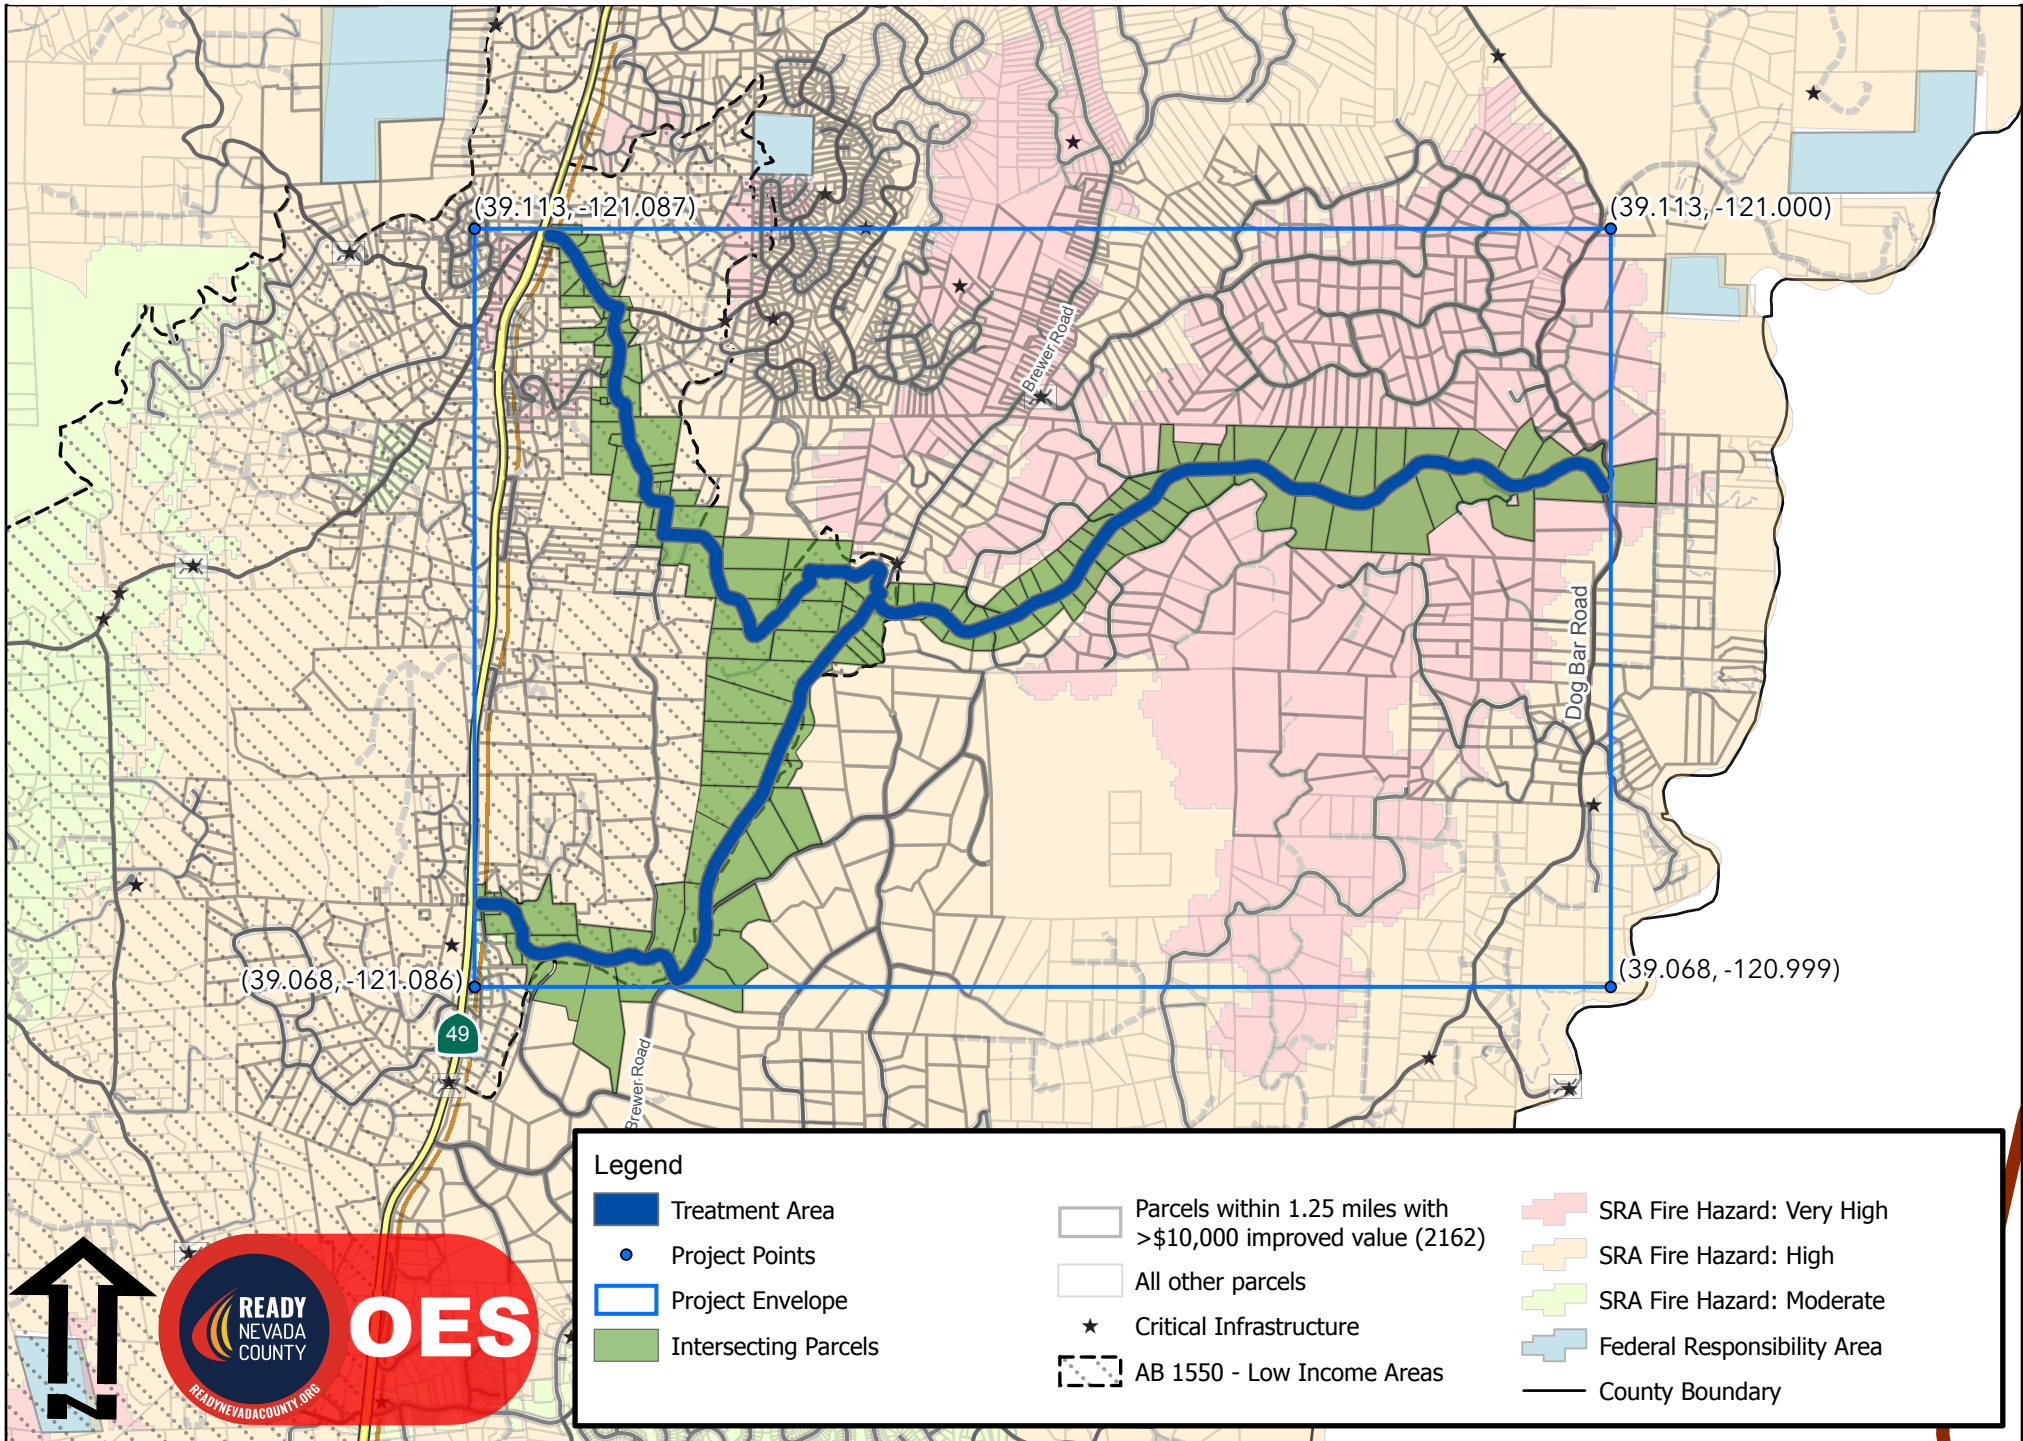 (39.113, -121.087)
(39.113, -121.000)
Brewer Road
Dog Bar Road
(39.068, -121.086)
(39.068, -120.999)
49
Brewer Road
Legend
Treatment Area
Project Points
Project Envelope
Intersecting Parcels
Parcels within 1.25 miles with
>$10,000 improved value (2162)
All other parcels
Critical Infrastructure
AB 1550 - Low Income Areas
SRA Fire Hazard: Very High
SRA Fire Hazard: High
SRA Fire Hazard: Moderate
Federal Responsibility Area
County Boundary
N
READY
NEVADA
COUNTY
READYNEVADACOUNTY.ORG
OES